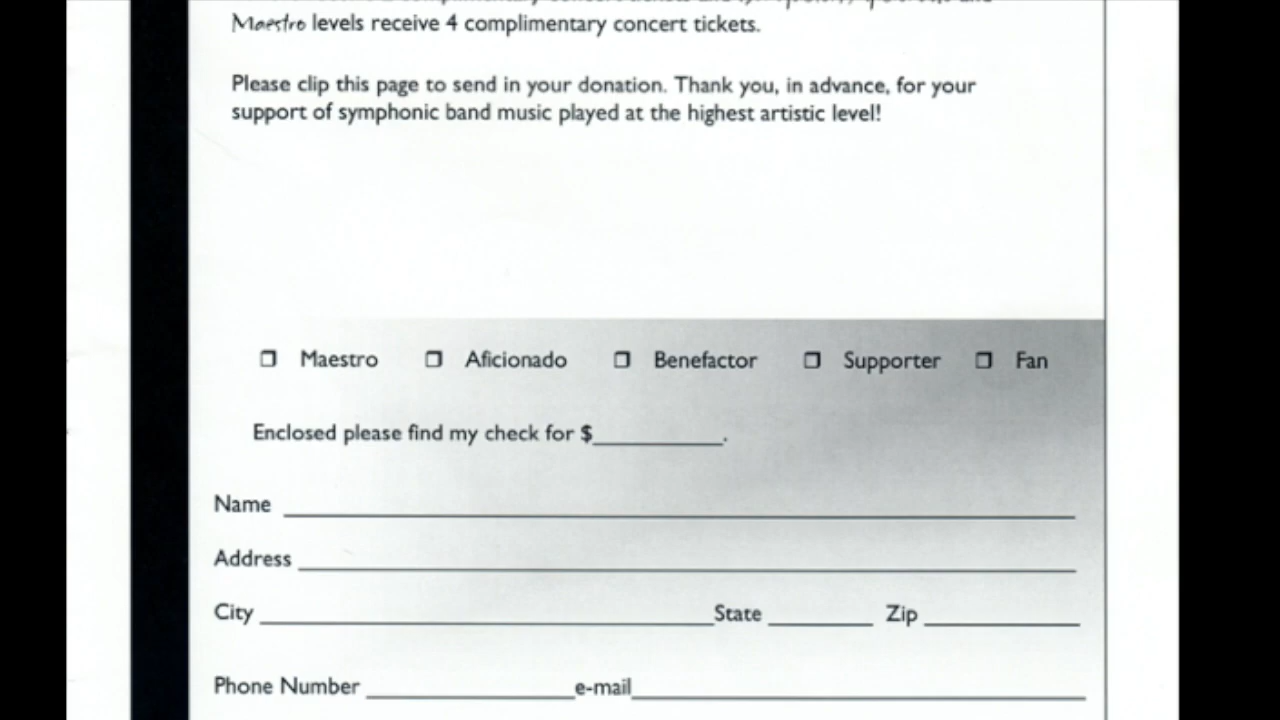 Maestro levels receive 4 complimentary concert tickets.
Please clip this page to send in your donation. Thank you, in advance, for your
support of symphonic band music played at the highest artistic level!
❐ Maestro ❐ Aficionado ❐ Benefactor ❐ Supporter ❐ Fan
Enclosed please find my check for $__________.
Name
Address
City State Zip
Phone Number e-mail